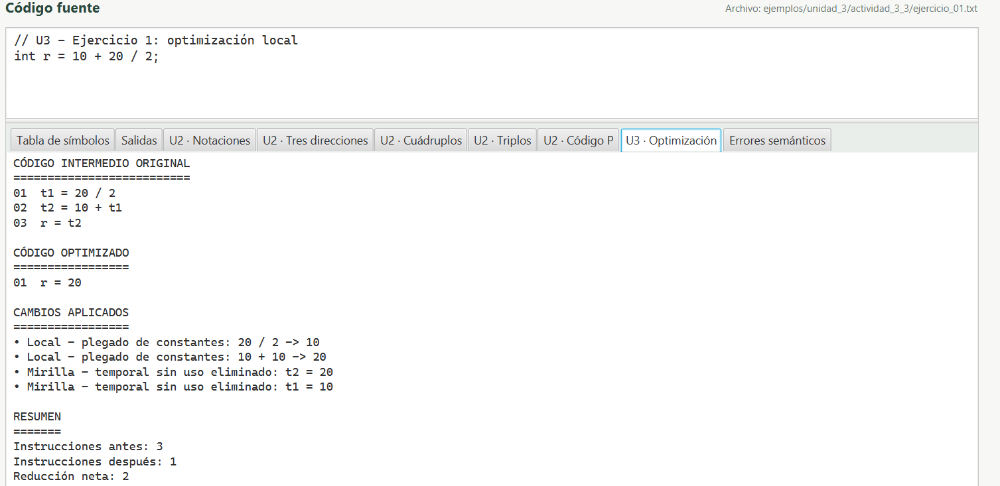 Código fuente
Archivo: ejemplos/unidad_3/actividad_3_3/ejercicio_01.txt
// U3 - Ejercicio 1: optimización local
int r = 10 + 20 / 2;
Tabla de símbolos Salidas U2 · Notaciones U2 · Tres direcciones U2 · Cuádruplos U2 · Triplos U2 · Código P U3 · Optimización Errores semánticos
CÓDIGO INTERMEDIO ORIGINAL
==========================
01  t1 = 20 / 2
02  t2 = 10 + t1
03  r = t2
CÓDIGO OPTIMIZADO
=================
01  r = 20
CAMBIOS APLICADOS
=================
• Local - plegado de constantes: 20 / 2 -> 10
• Local - plegado de constantes: 10 + 10 -> 20
• Mirilla - temporal sin uso eliminado: t2 = 20
• Mirilla - temporal sin uso eliminado: t1 = 10
RESUMEN
=======
Instrucciones antes: 3
Instrucciones después: 1
Reducción neta: 2